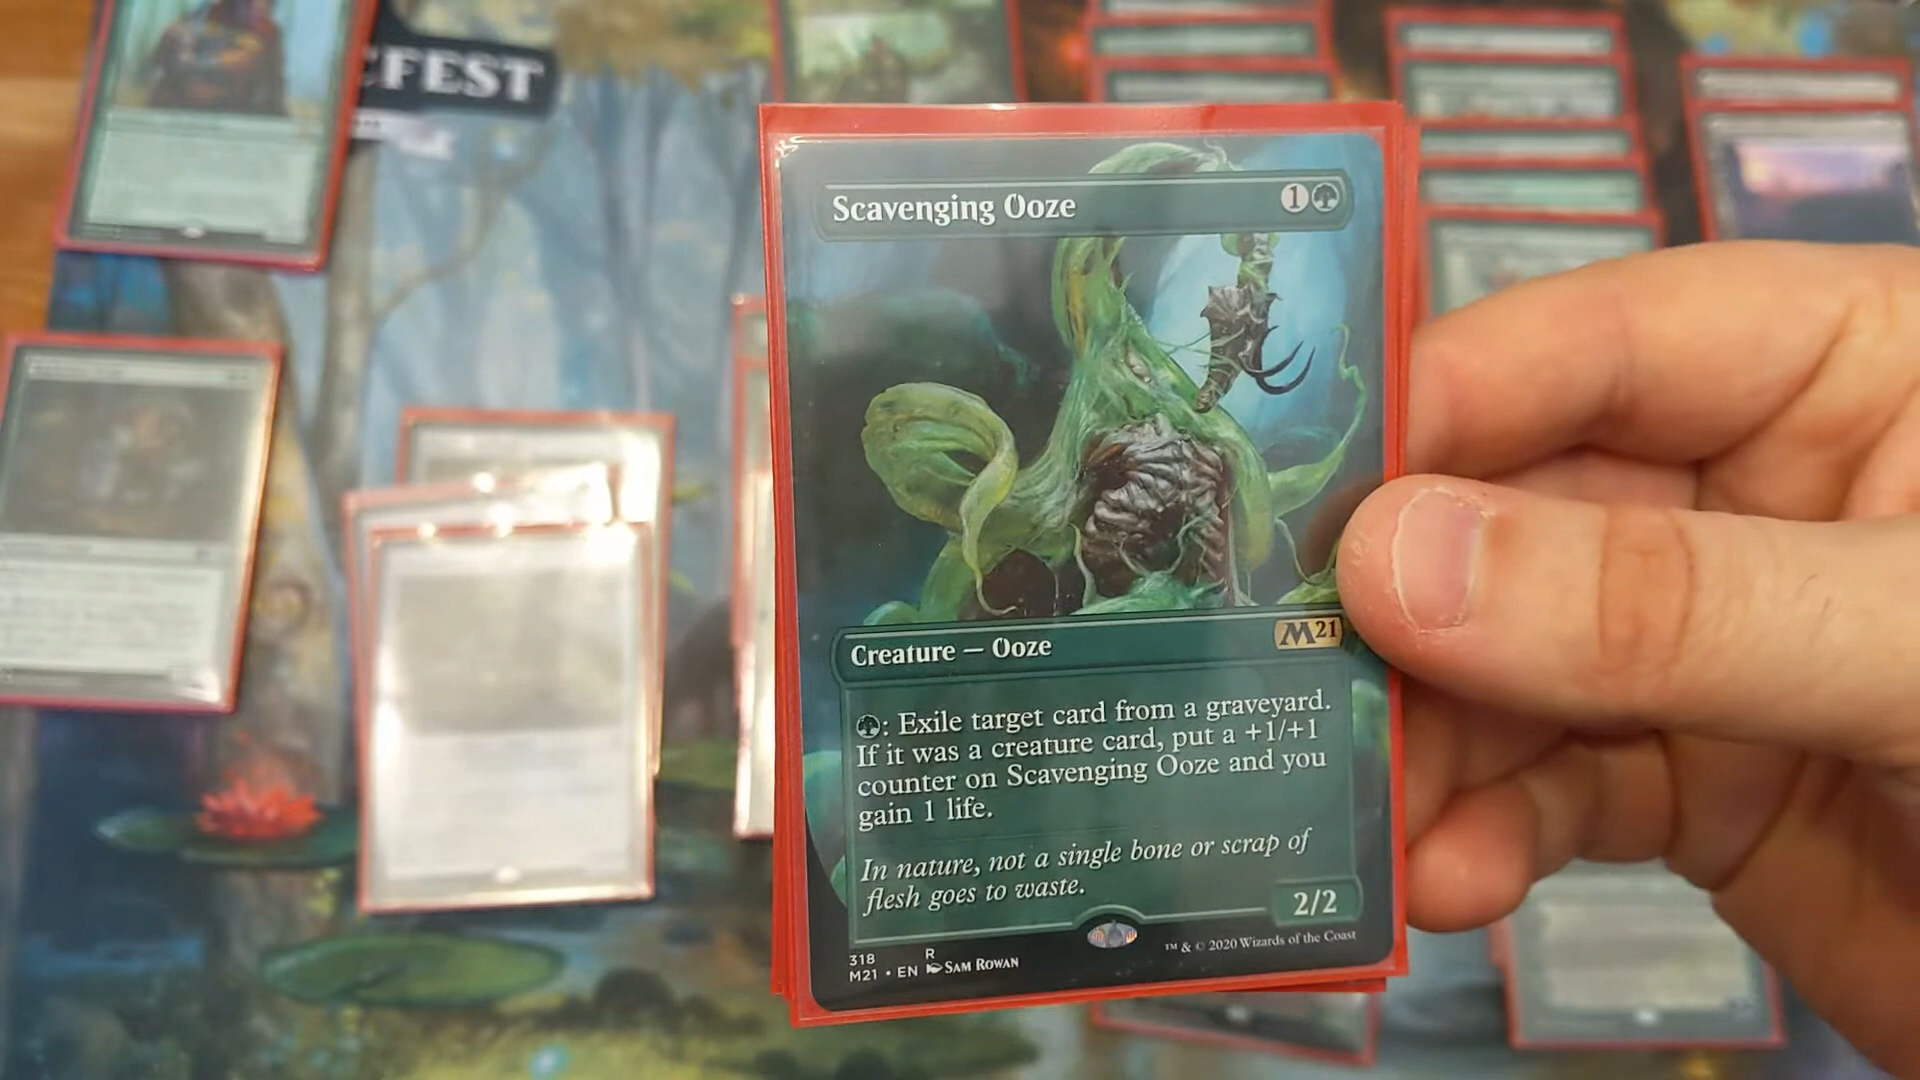 CFEST
Scavenging Ooze 1
Creature — Ooze M21
: Exile target card from a graveyard.
If it was a creature card, put a +1/+1
counter on Scavenging Ooze and you
gain 1 life.
In nature, not a single bone or scrap of
flesh goes to waste.
2/2
318 R
M21 • EN SAM ROWAN
™ & © 2020 Wizards of the Coast